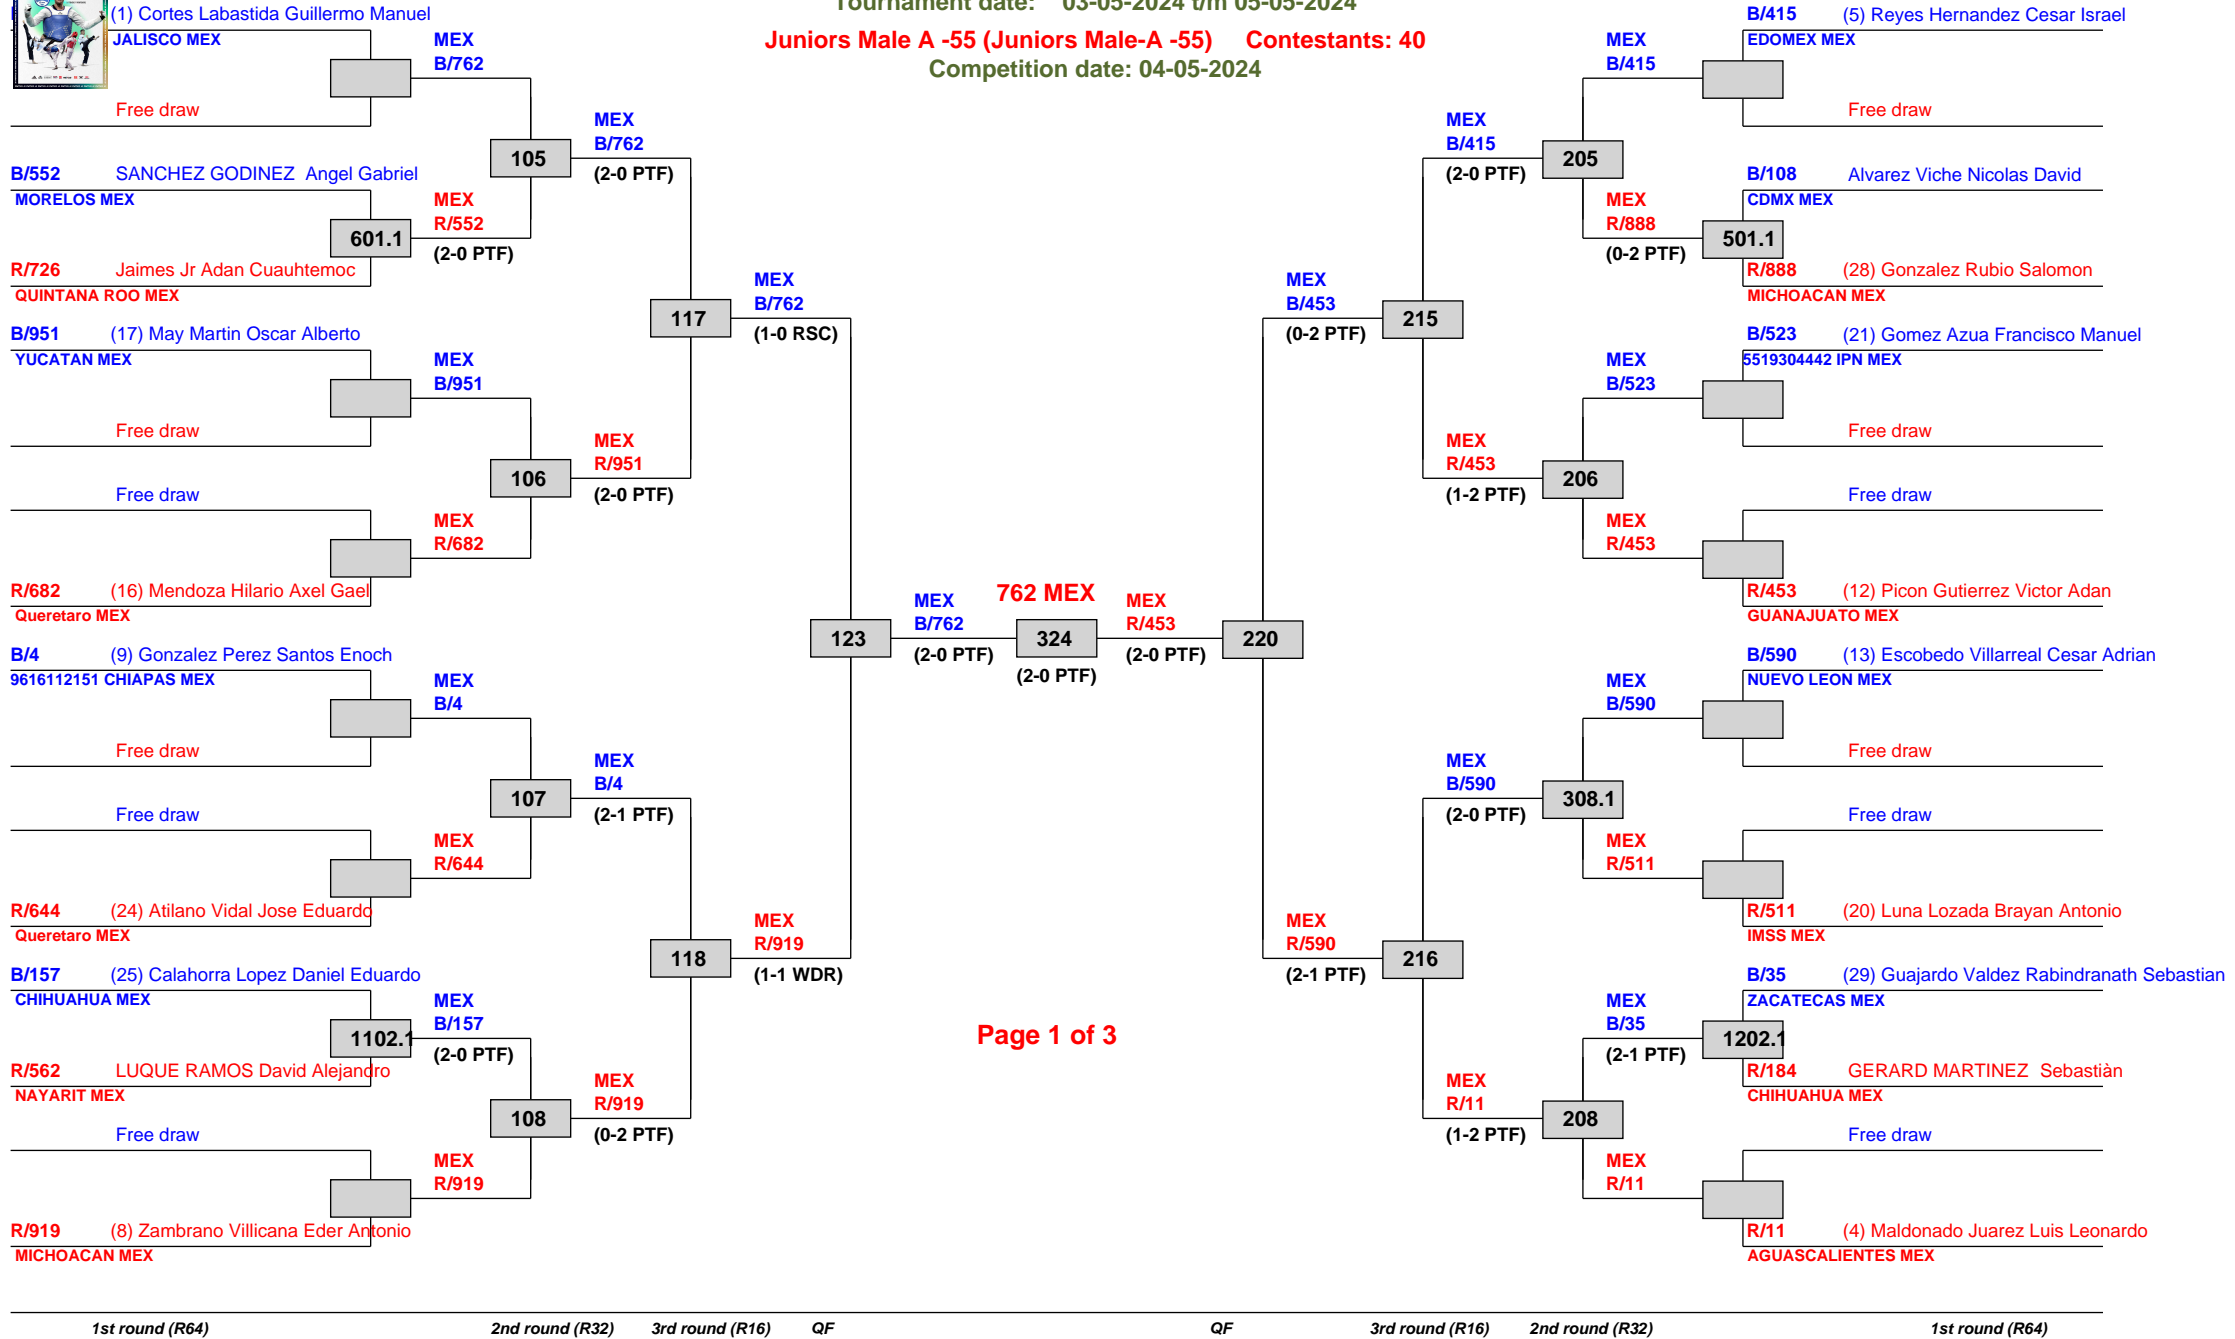 Tournament date: 03-05-2024 t/m 05-05-2024
Juniors Male A -55 (Juniors Male-A -55) Contestants: 40
Competition date: 04-05-2024
(1) Cortes Labastida Guillermo Manuel
JALISCO MEX
Free draw
B/552 SANCHEZ GODINEZ Angel Gabriel
MORELOS MEX
601.1
R/726 Jaimes Jr Adan Cuauhtemoc
QUINTANA ROO MEX
B/951 (17) May Martin Oscar Alberto
YUCATAN MEX
Free draw
Free draw
R/682 (16) Mendoza Hilario Axel Gael
Queretaro MEX
B/4 (9) Gonzalez Perez Santos Enoch
9616112151 CHIAPAS MEX
Free draw
Free draw
R/644 (24) Atilano Vidal Jose Eduardo
Queretaro MEX
B/157 (25) Calahorra Lopez Daniel Eduardo
CHIHUAHUA MEX
1102.1
R/562 LUQUE RAMOS David Alejandro
NAYARIT MEX
Free draw
R/919 (8) Zambrano Villicana Eder Antonio
MICHOACAN MEX
MEX
B/762
105
MEX
R/552
(2-0 PTF)
MEX
B/951
106
MEX
R/682
MEX
B/4
107
MEX
R/644
MEX
B/157
(2-0 PTF)
108
MEX
R/919
MEX
B/762
(2-0 PTF)
117
MEX
R/951
(2-0 PTF)
MEX
B/4
(2-1 PTF)
118
MEX
R/919
(0-2 PTF)
MEX
B/762
(1-0 RSC)
123
MEX
R/919
(1-1 WDR)
MEX
B/762
(2-0 PTF)
762 MEX
324
(2-0 PTF)
MEX
R/453
(2-0 PTF)
Page 1 of 3
MEX
B/453
(0-2 PTF)
220
MEX
R/590
(2-1 PTF)
MEX
B/415
(2-0 PTF)
215
MEX
R/453
(1-2 PTF)
MEX
B/590
(2-0 PTF)
216
MEX
R/11
(1-2 PTF)
MEX
B/415
205
MEX
R/888
(0-2 PTF)
MEX
B/523
206
MEX
R/453
MEX
B/590
308.1
MEX
R/511
MEX
B/35
(2-1 PTF)
208
MEX
R/11
B/415 (5) Reyes Hernandez Cesar Israel
EDOMEX MEX
Free draw
B/108 Alvarez Viche Nicolas David
CDMX MEX
501.1
R/888 (28) Gonzalez Rubio Salomon
MICHOACAN MEX
B/523 (21) Gomez Azua Francisco Manuel
5519304442 IPN MEX
Free draw
Free draw
R/453 (12) Picon Gutierrez Victor Adan
GUANAJUATO MEX
B/590 (13) Escobedo Villarreal Cesar Adrian
NUEVO LEON MEX
Free draw
Free draw
R/511 (20) Luna Lozada Brayan Antonio
IMSS MEX
B/35 (29) Guajardo Valdez Rabindranath Sebastian
ZACATECAS MEX
1202.1
R/184 GERARD MARTINEZ Sebastiàn
CHIHUAHUA MEX
Free draw
R/11 (4) Maldonado Juarez Luis Leonardo
AGUASCALIENTES MEX
1st round (R64) 2nd round (R32) 3rd round (R16) QF QF 3rd round (R16) 2nd round (R32) 1st round (R64)